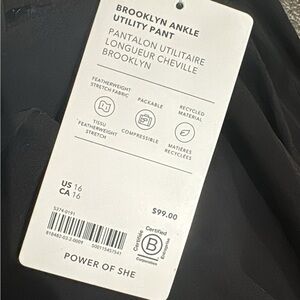 BROOKLYN ANKLE
UTILITY PANT
PANTALON UTILITAIRE
LONGUEUR CHEVILLE
BROOKLYN
FEATHERWEIGHT
STRETCH FABRIC
PACKABLE
RECYCLED
MATERIAL
TISSU
FEATHERWEIGHT
STRETCH
COMPRESSIBLE
MATIÈRES
RECYCLÉES
US 16
CA 16
$99.00
Certified
Certifiée
B
Corporation
POWER OF SHE